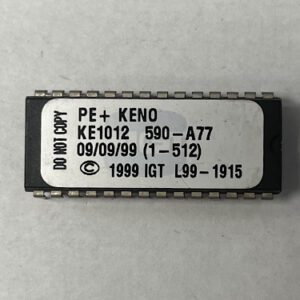 DO NOT COPY
PE+ KENO
KE1012 590-A77
09/09/99 (1-512)
© 1999 IGT L99-1915